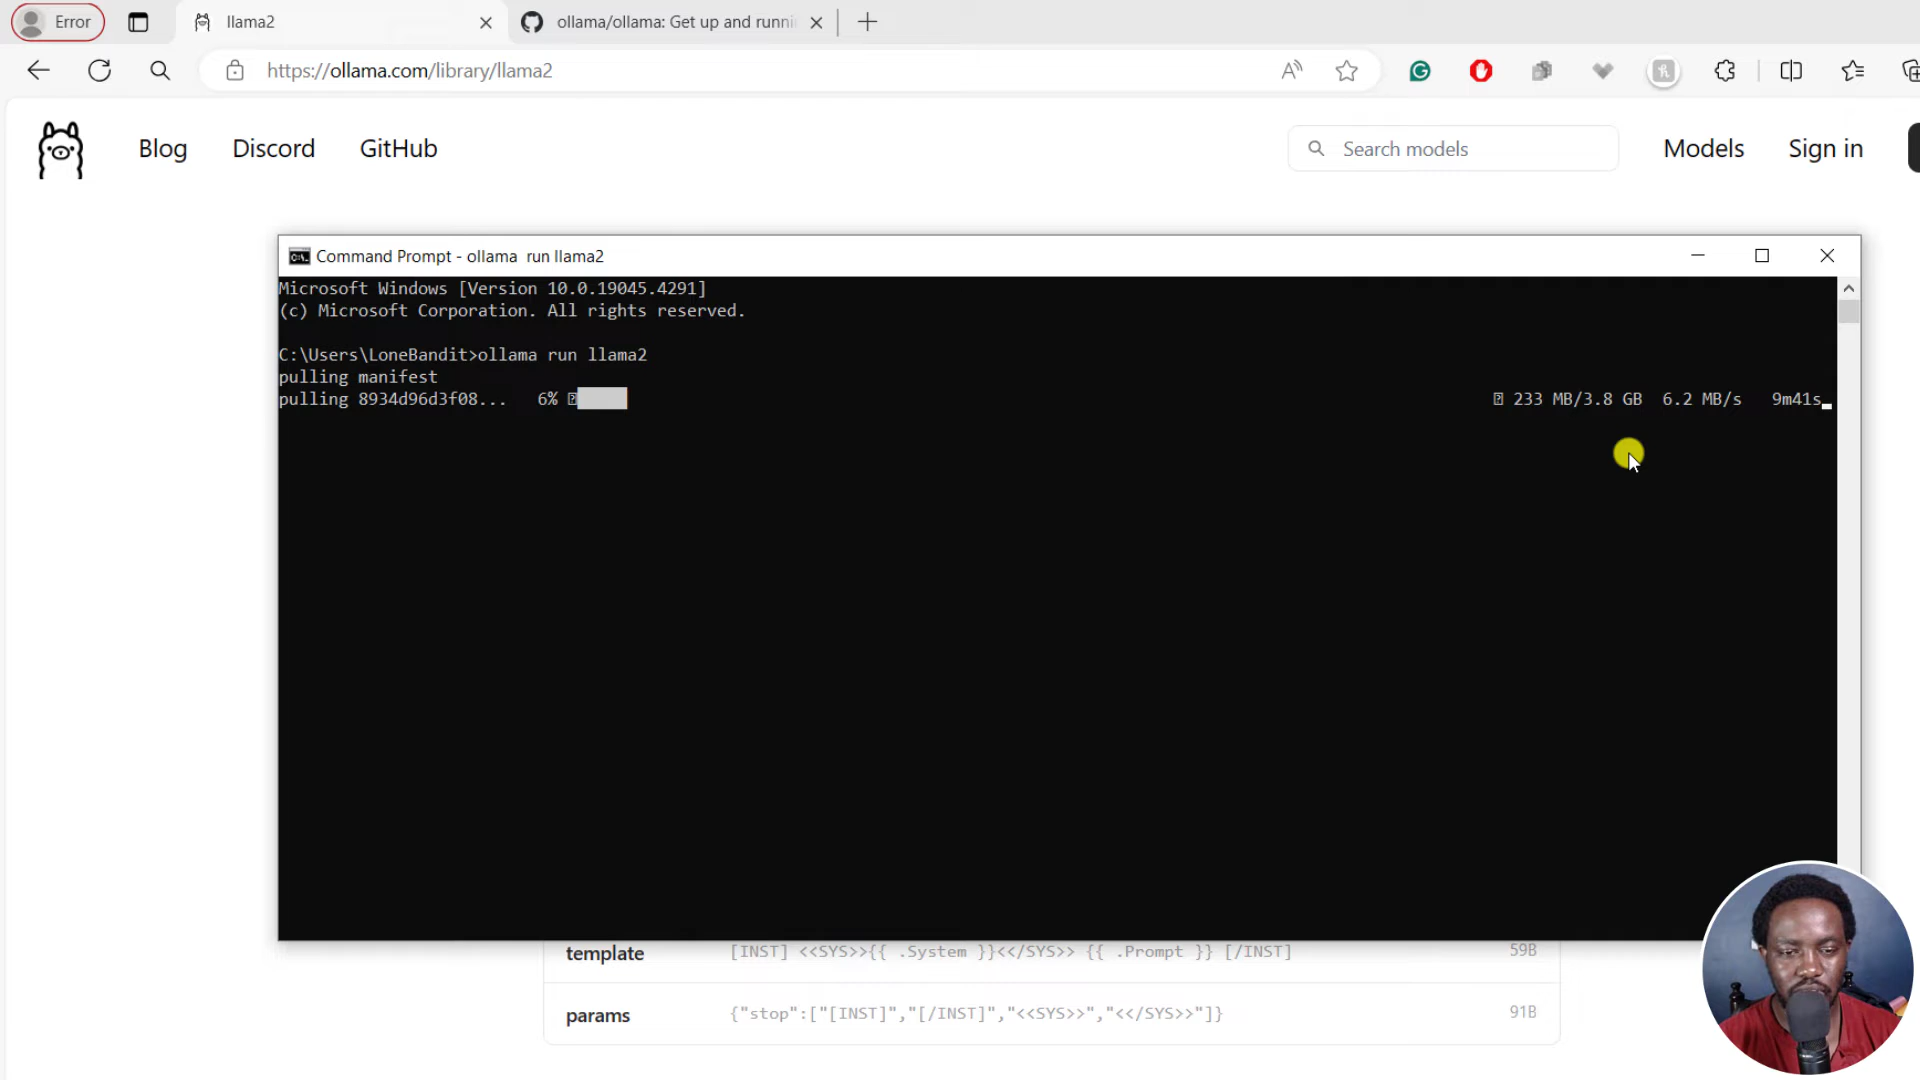 Error
llama2
ollama/ollama: Get up and runni
https://ollama.com/library/llama2
Blog
Discord
GitHub
Search models
Models
Sign in
Command Prompt - ollama  run llama2
Microsoft Windows [Version 10.0.19045.4291]
(c) Microsoft Corporation. All rights reserved.
C:\Users\LoneBandit>ollama run llama2
pulling manifest
pulling 8934d96d3f08...   6%   233 MB/3.8 GB  6.2 MB/s   9m41s
template   [INST] <<SYS>>{{ .System }}<</SYS>> {{ .Prompt }} [/INST]   59B
params   {"stop":["[INST]","[/INST]","<<SYS>>","<</SYS>>"]}   91B